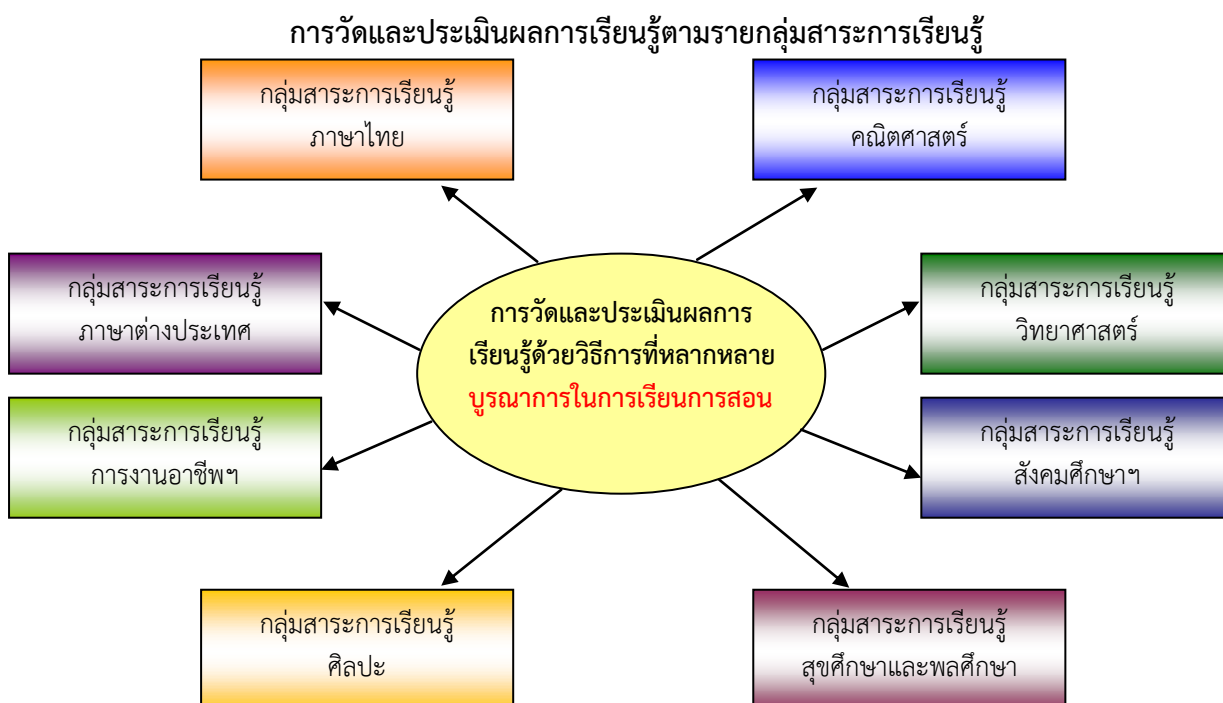 การวัดและประเมินผลการเรียนรู้ตามรายกลุ่มสาระการเรียนรู้
กลุ่มสาระการเรียนรู้
ภาษาไทย
กลุ่มสาระการเรียนรู้
คณิตศาสตร์
กลุ่มสาระการเรียนรู้
ภาษาต่างประเทศ
การวัดและประเมินผลการ
เรียนรู้ด้วยวิธีการที่หลากหลาย
บูรณาการในการเรียนการสอน
กลุ่มสาระการเรียนรู้
วิทยาศาสตร์
กลุ่มสาระการเรียนรู้
การงานอาชีพฯ
กลุ่มสาระการเรียนรู้
สังคมศึกษาฯ
กลุ่มสาระการเรียนรู้
ศิลปะ
กลุ่มสาระการเรียนรู้
สุขศึกษาและพลศึกษา